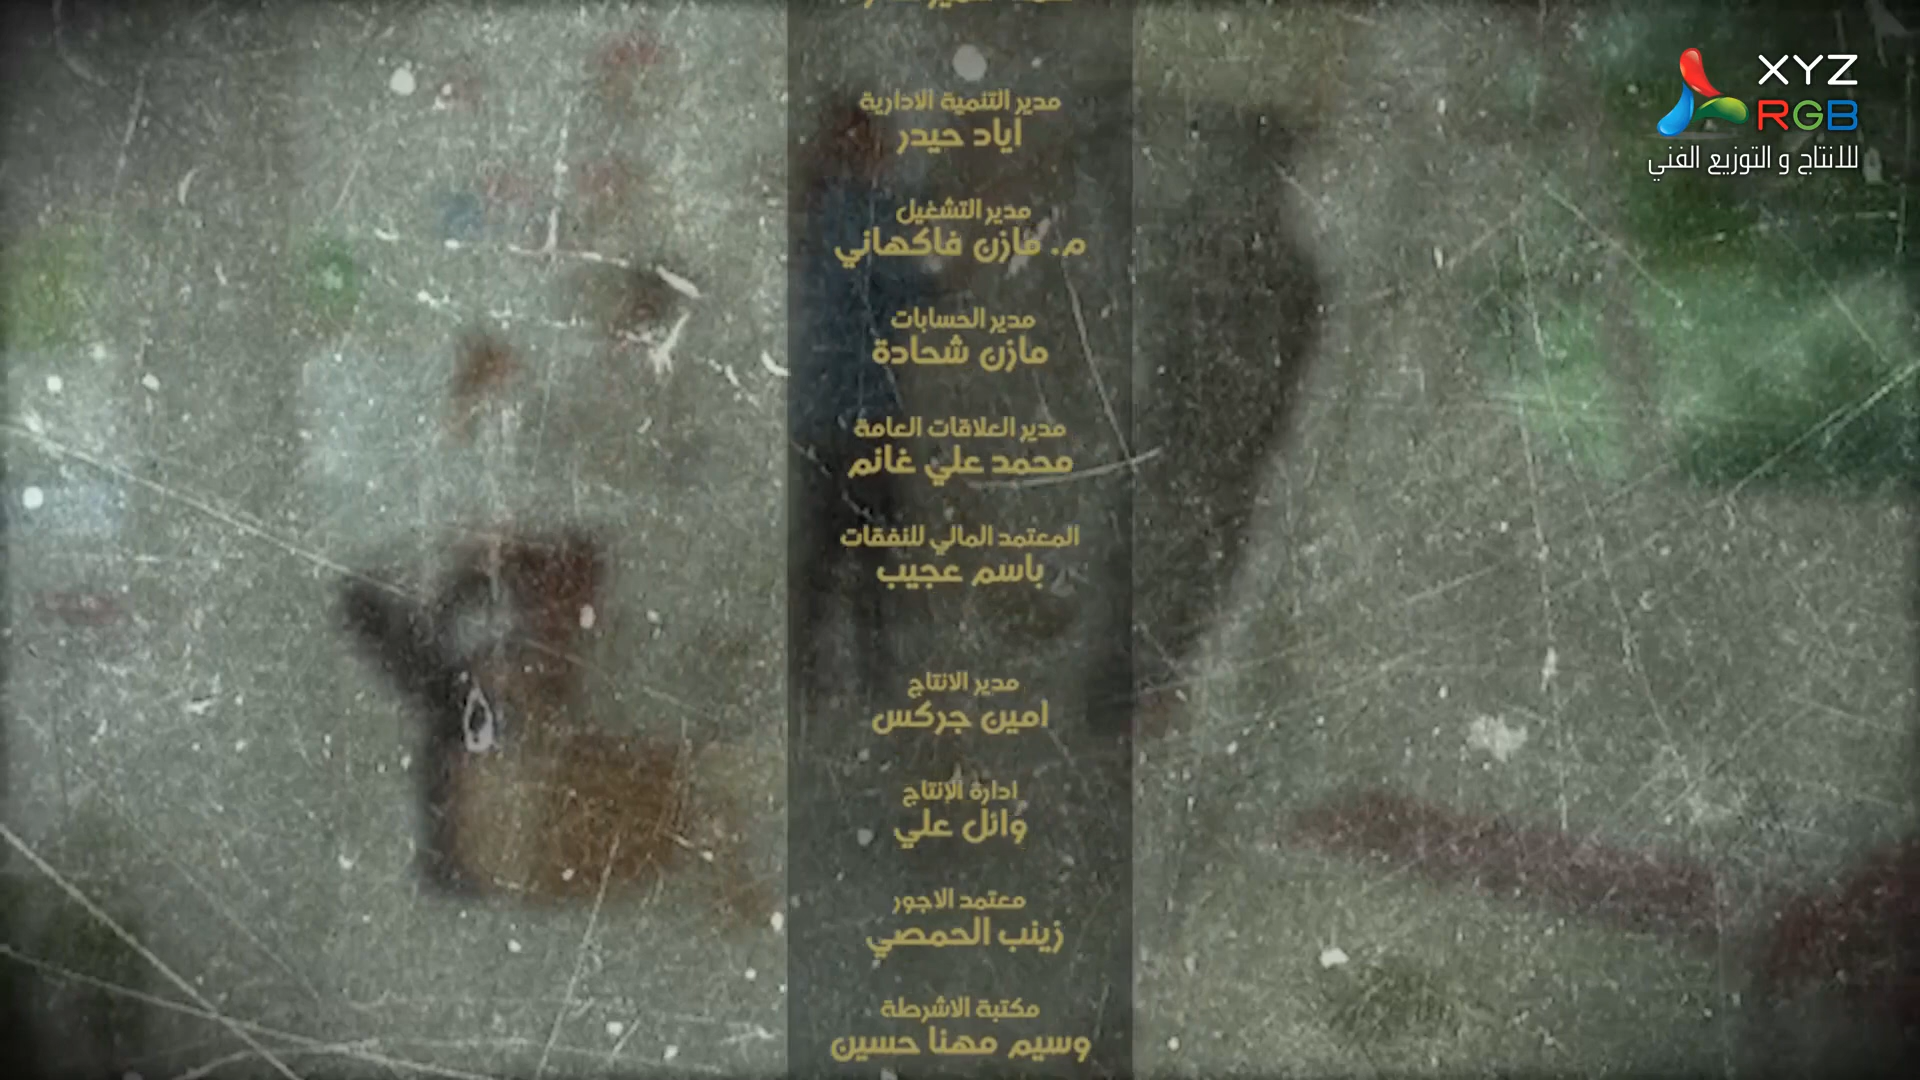 XYZ
RGB
للانتاج و التوزيع الفني
مدير التنمية الادارية
اياد حيدر
مدير التشغيل
م. مازن فاكهاني
مدير الحسابات
مازن شحادة
مدير العلاقات العامة
محمد علي غانم
المعتمد المالي للنفقات
باسم عجيب
مدير الانتاج
امين جركس
ادارة الإنتاج
وائل علي
معتمد الاجور
زينب الحمصي
مكتبة الاشرطة
وسيم مهنا حسين